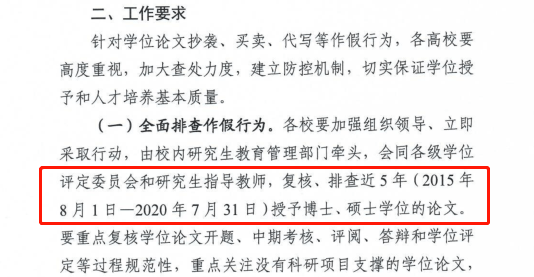 二、工作要求
针对学位论文抄袭、买卖、代写等作假行为,各高校要
高度重视,加大查处力度,建立防控机制,切实保证学位授
予和人才培养基本质量。
(一)全面排查作假行为。各校要加强组织领导、立即
采取行动,由校内研究生教育管理部门牵头,会同各级学位
评定委员会和研究生指导教师,复核、排查近 5 年(2015 年
8 月 1 日—2020 年 7 月 31 日)授予博士、硕士学位的论文。
要重点复核学位论文开题、中期考核、评阅、答辩和学位评
定等过程规范性,重点关注没有科研项目支撑的学位论文,